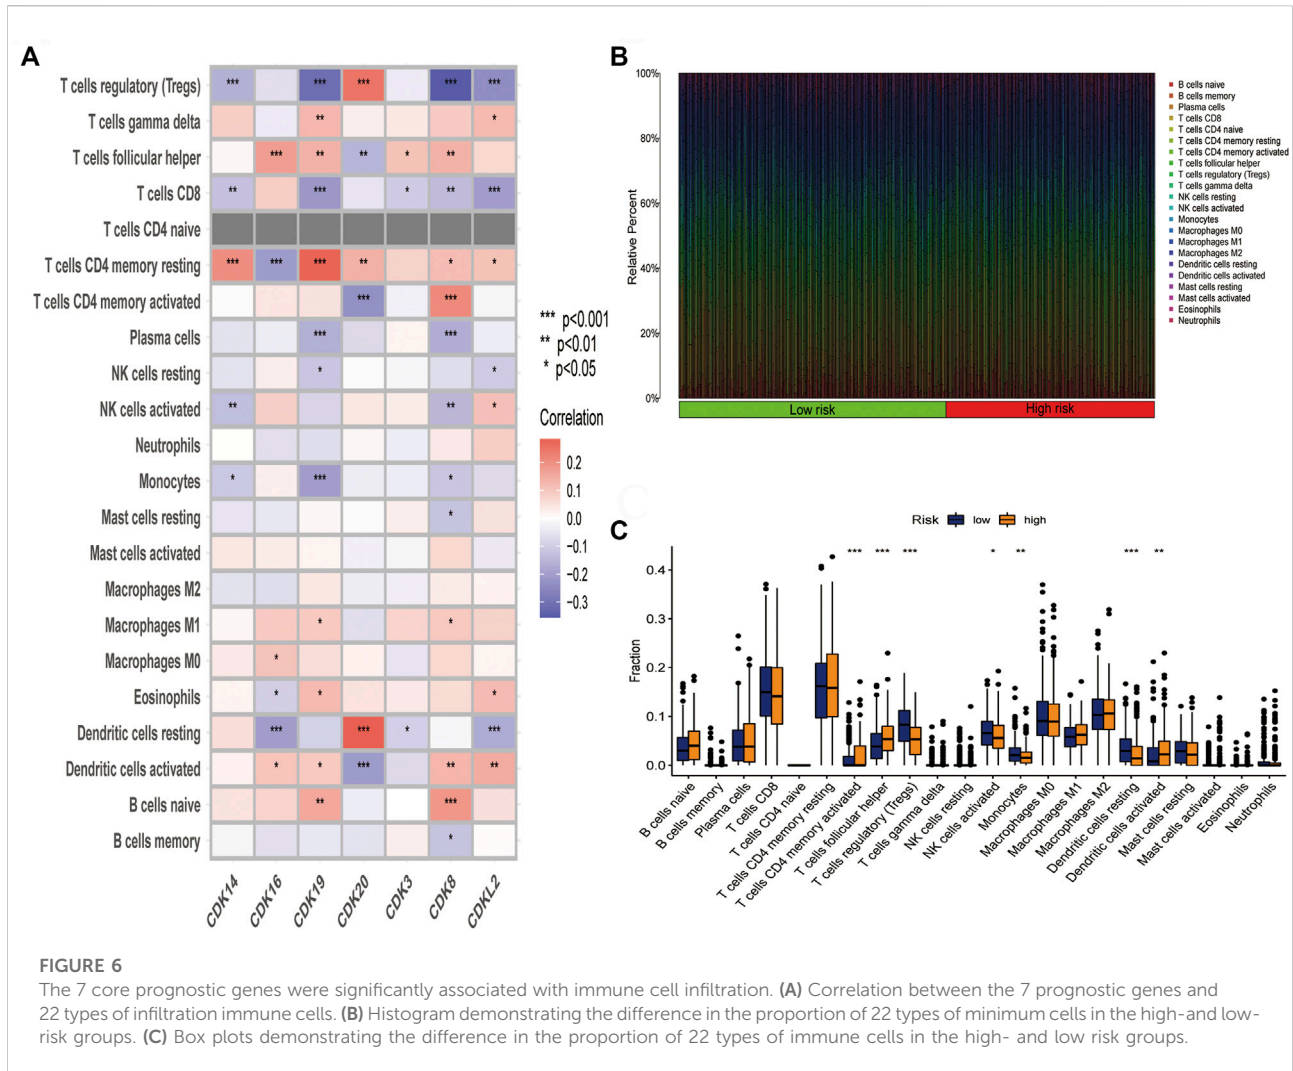 A
T cells regulatory (Tregs)
*** *** *** *** ***
T cells gamma delta
** *
T cells follicular helper
*** ** ** * **
T cells CD8
** *** * ** ***
T cells CD4 naive
T cells CD4 memory resting
*** *** *** ** * *
T cells CD4 memory activated
*** ***
Plasma cells
*** ***
NK cells resting
* *
NK cells activated
** ** *
Neutrophils
Monocytes
* *** *
Mast cells resting
*
Mast cells activated
Macrophages M2
Macrophages M1
* *
Macrophages M0
*
Eosinophils
* * *
Dendritic cells resting
*** *** * ***
Dendritic cells activated
* * *** ** **
B cells naive
** ***
B cells memory
*
CDK14
CDK16
CDK19
CDK20
CDK3
CDK8
CDKL2
*** p<0.001
** p<0.01
* p<0.05
Correlation
0.2
0.1
0.0
−0.1
−0.2
−0.3
B
Relative Percent
100%
80%
60%
40%
20%
0%
Low risk
High risk
B cells naive
B cells memory
Plasma cells
T cells CD8
T cells CD4 naive
T cells CD4 memory resting
T cells CD4 memory activated
T cells follicular helper
T cells regulatory (Tregs)
T cells gamma delta
NK cells resting
NK cells activated
Monocytes
Macrophages M0
Macrophages M1
Macrophages M2
Dendritic cells resting
Dendritic cells activated
Mast cells resting
Mast cells activated
Eosinophils
Neutrophils
C
C
Risk low high
*** *** *** * ** *** **
Fraction
0.4
0.3
0.2
0.1
0.0
B cells naive
B cells memory
Plasma cells
T cells CD8
T cells CD4 naive
T cells CD4 memory resting
T cells CD4 memory activated
T cells follicular helper
T cells regulatory (Tregs)
T cells gamma delta
NK cells resting
NK cells activated
Monocytes
Macrophages M0
Macrophages M1
Macrophages M2
Dendritic cells resting
Dendritic cells activated
Mast cells resting
Mast cells activated
Eosinophils
Neutrophils
FIGURE 6
The 7 core prognostic genes were significantly associated with immune cell infiltration. (A) Correlation between the 7 prognostic genes and
22 types of infiltration immune cells. (B) Histogram demonstrating the difference in the proportion of 22 types of minimum cells in the high-and low-
risk groups. (C) Box plots demonstrating the difference in the proportion of 22 types of immune cells in the high- and low risk groups.